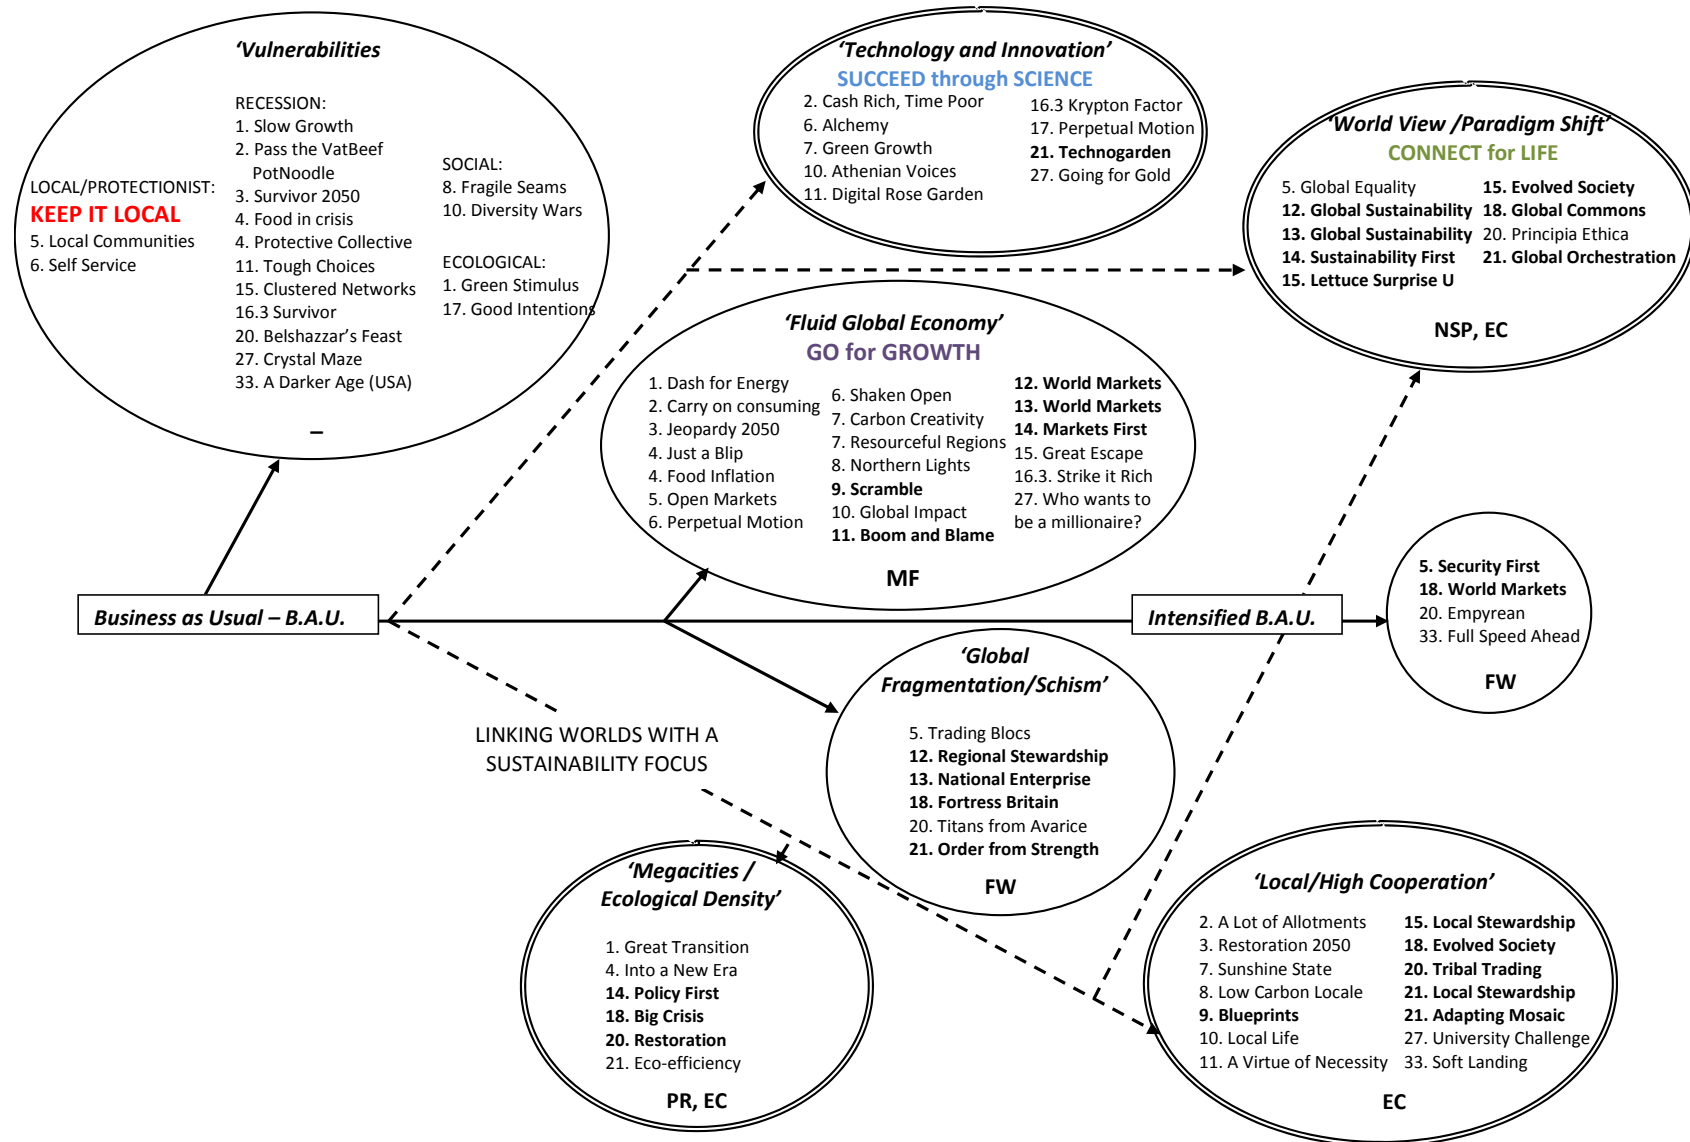 ‘Vulnerabilities
LOCAL/PROTECTIONIST:
KEEP IT LOCAL
5. Local Communities
6. Self Service
RECESSION:
1. Slow Growth
2. Pass the VatBeef
PotNoodle
3. Survivor 2050
4. Food in crisis
4. Protective Collective
11. Tough Choices
15. Clustered Networks
16.3 Survivor
20. Belshazzar’s Feast
27. Crystal Maze
33. A Darker Age (USA)
SOCIAL:
8. Fragile Seams
10. Diversity Wars
ECOLOGICAL:
1. Green Stimulus
17. Good Intentions
–
‘Technology and Innovation’
SUCCEED through SCIENCE
2. Cash Rich, Time Poor
6. Alchemy
7. Green Growth
10. Athenian Voices
11. Digital Rose Garden
16.3 Krypton Factor
17. Perpetual Motion
21. Technogarden
27. Going for Gold
‘World View /Paradigm Shift’
CONNECT for LIFE
5. Global Equality
12. Global Sustainability
13. Global Sustainability
14. Sustainability First
15. Lettuce Surprise U
15. Evolved Society
18. Global Commons
20. Principia Ethica
21. Global Orchestration
NSP, EC
‘Fluid Global Economy’
GO for GROWTH
1. Dash for Energy
2. Carry on consuming
3. Jeopardy 2050
4. Just a Blip
4. Food Inflation
5. Open Markets
6. Perpetual Motion
6. Shaken Open
7. Carbon Creativity
7. Resourceful Regions
8. Northern Lights
9. Scramble
10. Global Impact
11. Boom and Blame
12. World Markets
13. World Markets
14. Markets First
15. Great Escape
16.3. Strike it Rich
27. Who wants to
be a millionaire?
MF
Business as Usual – B.A.U.
Intensified B.A.U.
5. Security First
18. World Markets
20. Empyrean
33. Full Speed Ahead
FW
LINKING WORLDS WITH A
SUSTAINABILITY FOCUS
‘Global
Fragmentation/Schism’
5. Trading Blocs
12. Regional Stewardship
13. National Enterprise
18. Fortress Britain
20. Titans from Avarice
21. Order from Strength
FW
‘Megacities /
Ecological Density’
1. Great Transition
4. Into a New Era
14. Policy First
18. Big Crisis
20. Restoration
21. Eco-efficiency
PR, EC
‘Local/High Cooperation’
2. A Lot of Allotments
3. Restoration 2050
7. Sunshine State
8. Low Carbon Locale
9. Blueprints
10. Local Life
11. A Virtue of Necessity
15. Local Stewardship
18. Evolved Society
20. Tribal Trading
21. Local Stewardship
21. Adapting Mosaic
27. University Challenge
33. Soft Landing
EC